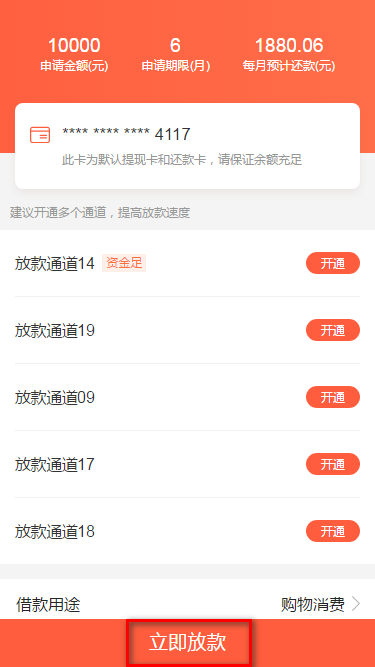 10000 6 1880.06
申请金额(元) 申请期限(月) 每月预计还款(元)
**** **** **** 4117
此卡为默认提现卡和还款卡，请保证余额充足
建议开通多个通道，提高放款速度
放款通道14 资金足 开通
放款通道19 开通
放款通道09 开通
放款通道17 开通
放款通道18 开通
借款用途 购物消费
立即放款